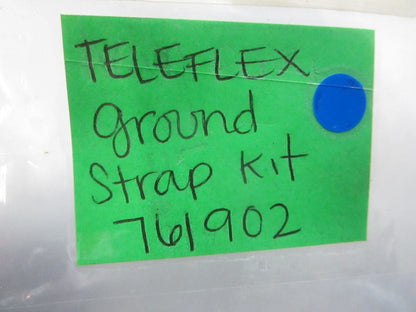 TELEFLEX
ground
strap kit
761902